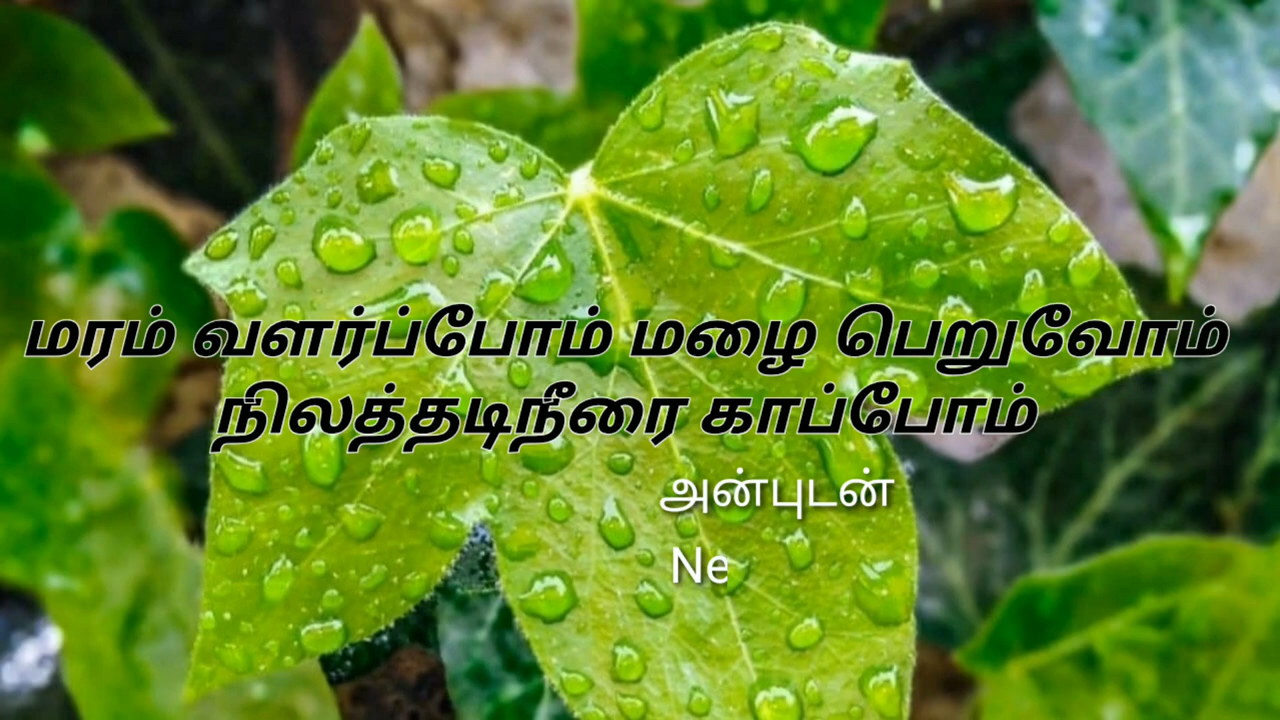 மரம் வளர்ப்போம் மழை பெறுவோம்
நிலத்தடிநீரை காப்போம்
அன்புடன்
Ne